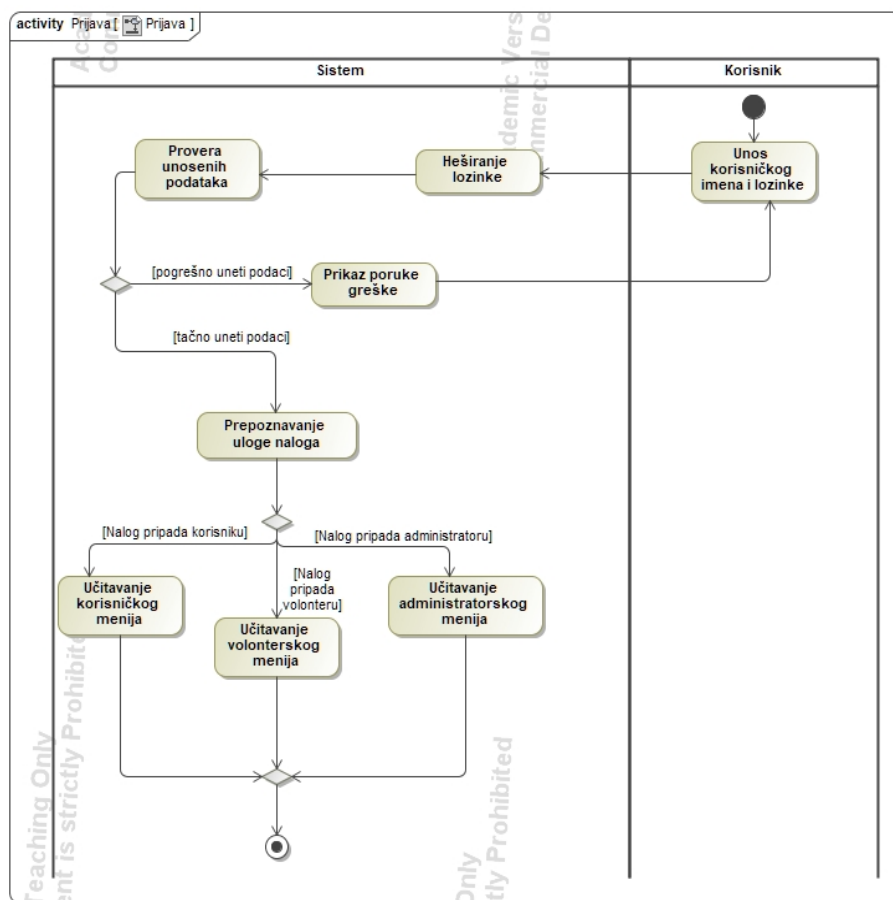 activity Prijava [ Prijava ]
Sistem
Korisnik
Provera
unosenih
podataka
Heširanje
lozinke
Unos
korisničkog
imena i lozinke
[pogrešno uneti podaci]
Prikaz poruke
greške
[tačno uneti podaci]
Prepoznavanje
uloge naloga
[Nalog pripada korisniku]
[Nalog pripada administratoru]
[Nalog
pripada
volonteru]
Učitavanje
korisničkog
menija
Učitavanje
volonterskog
menija
Učitavanje
administratorskog
menija
Teaching Only
is strictly Prohibited
Only
Prohibited